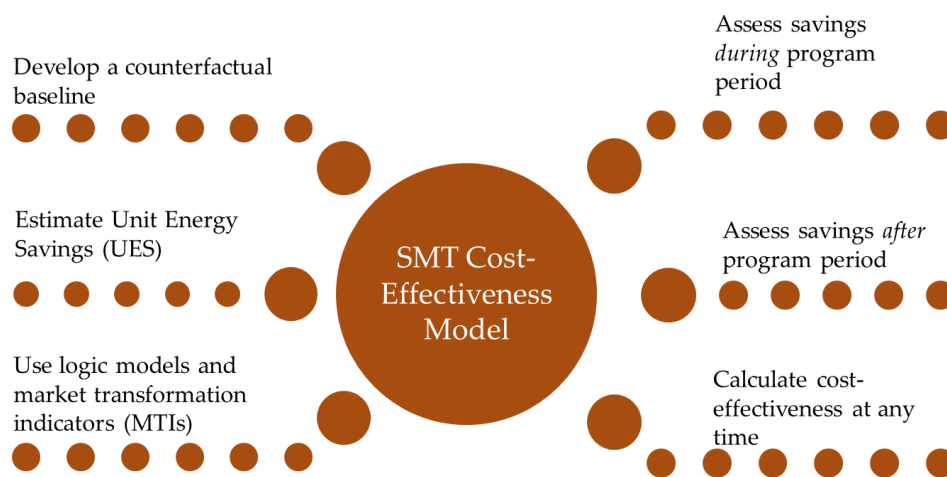 Develop a counterfactual
baseline
Estimate Unit Energy
Savings (UES)
Use logic models and
market transformation
indicators (MTIs)
SMT Cost-
Effectiveness
Model
Assess savings
during program
period
Assess savings after
program period
Calculate cost-
effectiveness at any
time